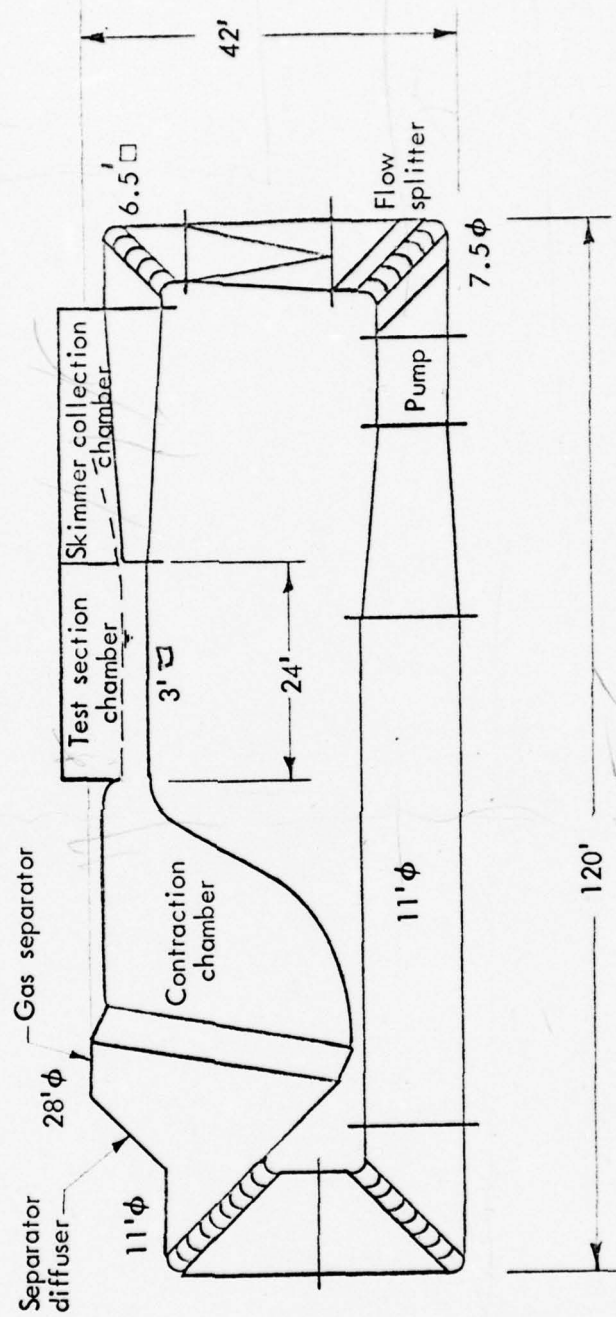 Separator
diffuser
11'φ
28'φ
Gas separator
Contraction
chamber
Test section
chamber
Skimmer collection
chamber
3' □
24'
6.5' □
42'
Flow
splitter
7.5 φ
Pump
11'φ
120'